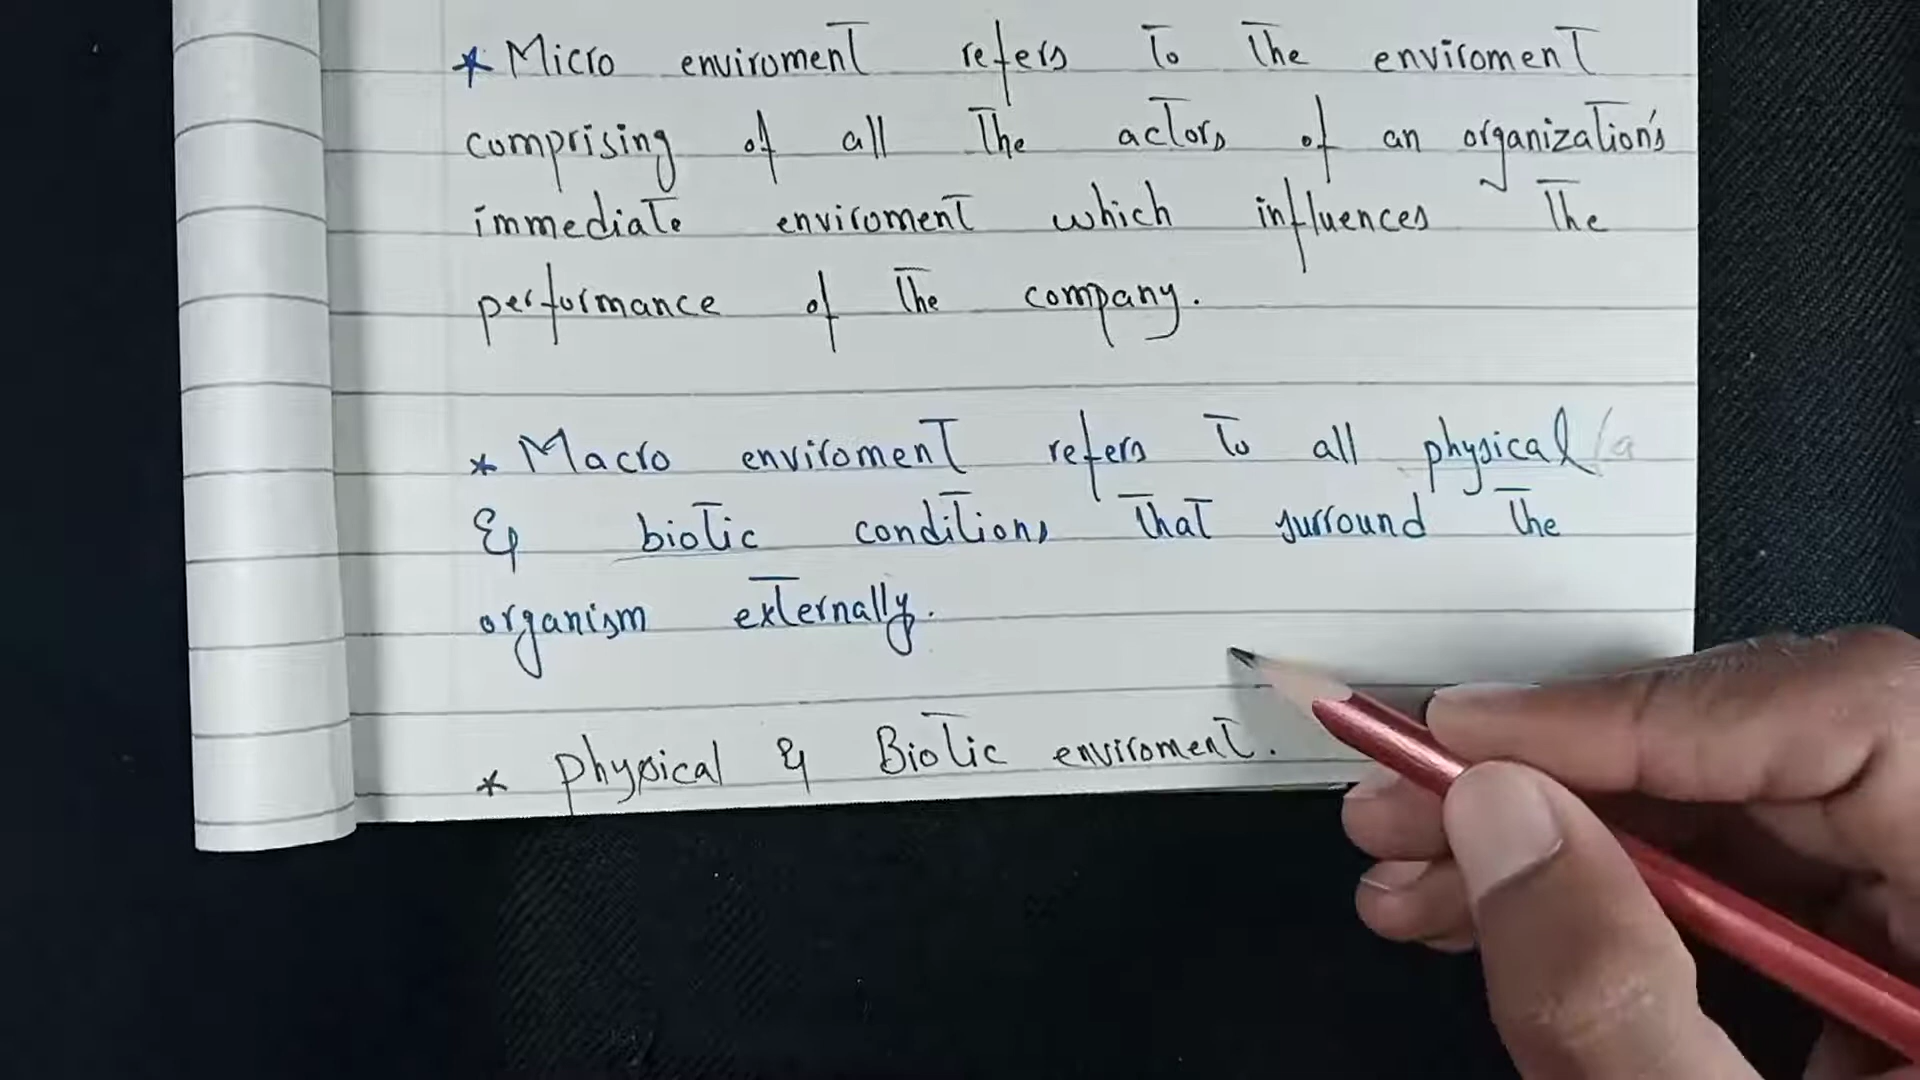 * Micro enviroment refers to the enviroment
comprising of all the actors of an organization's
immediate enviroment which influences the
performance of the company.
* Macro enviroment refers to all physical
& biotic conditions that surround the
organism externally.
* physical & Biotic enviroment.